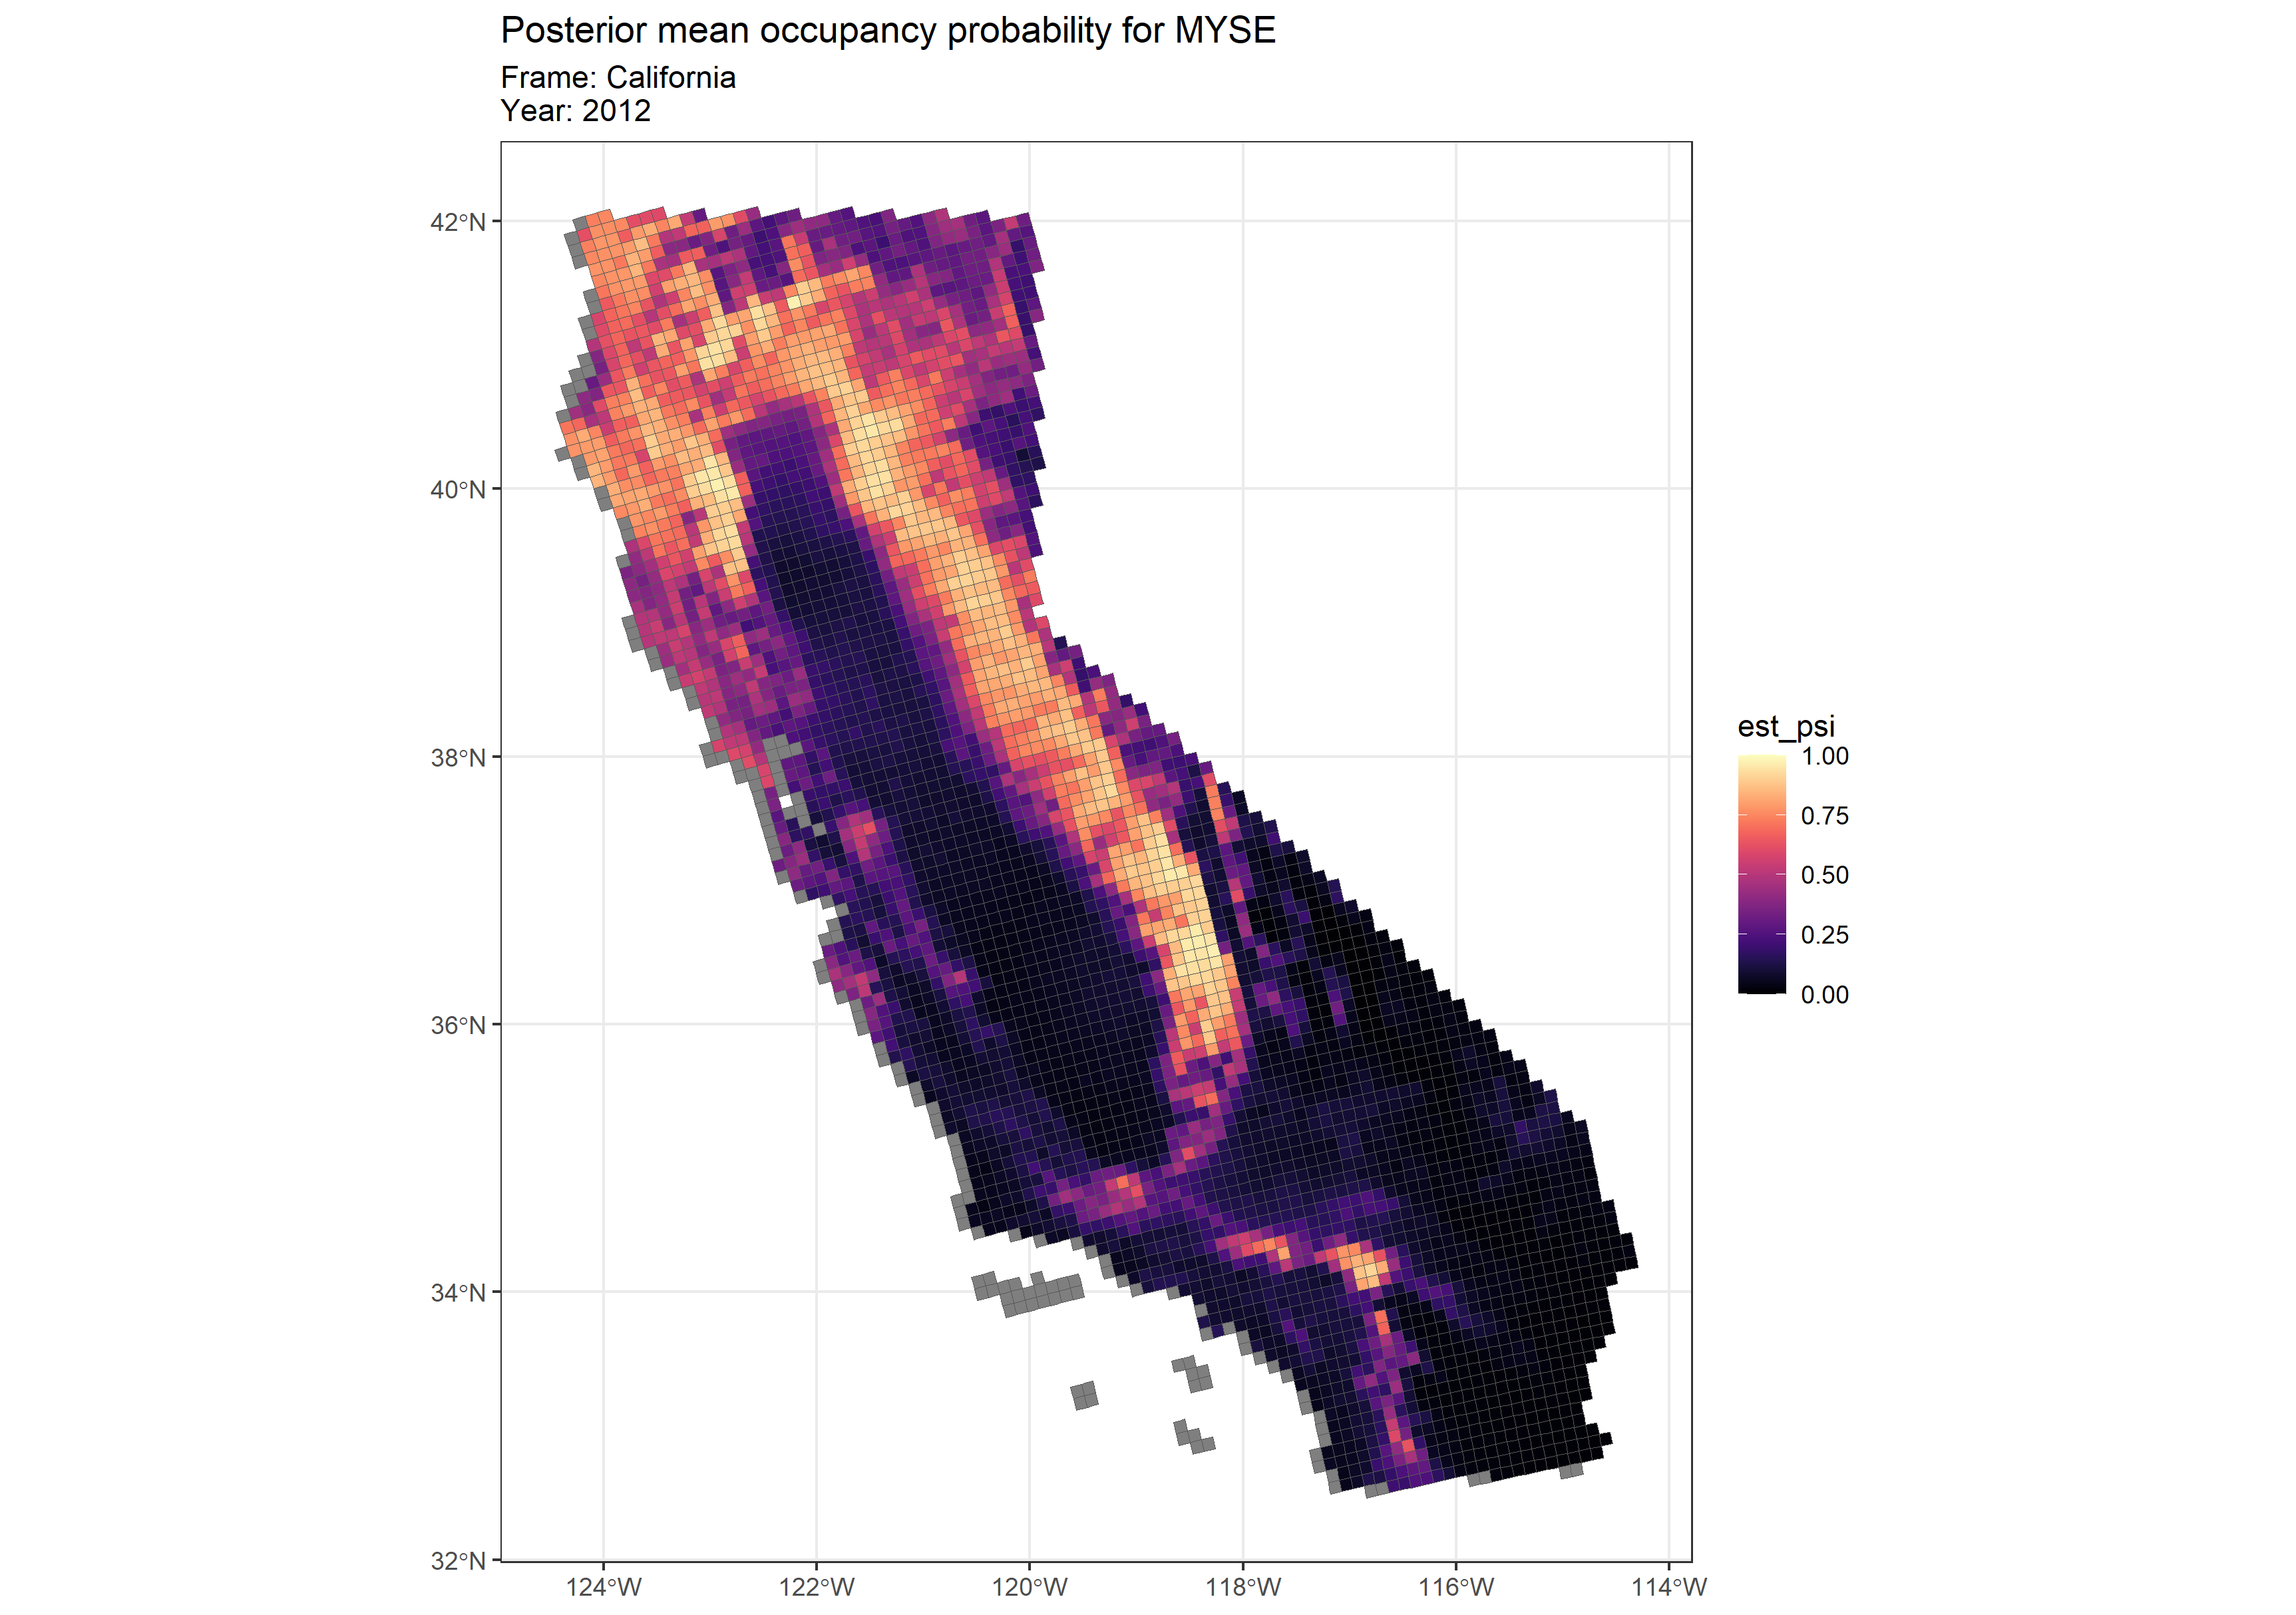 Posterior mean occupancy probability for MYSE
Frame: California
Year: 2012
42°N
40°N
38°N
36°N
34°N
32°N
124°W 122°W 120°W 118°W 116°W 114°W
est_psi
1.00
0.75
0.50
0.25
0.00